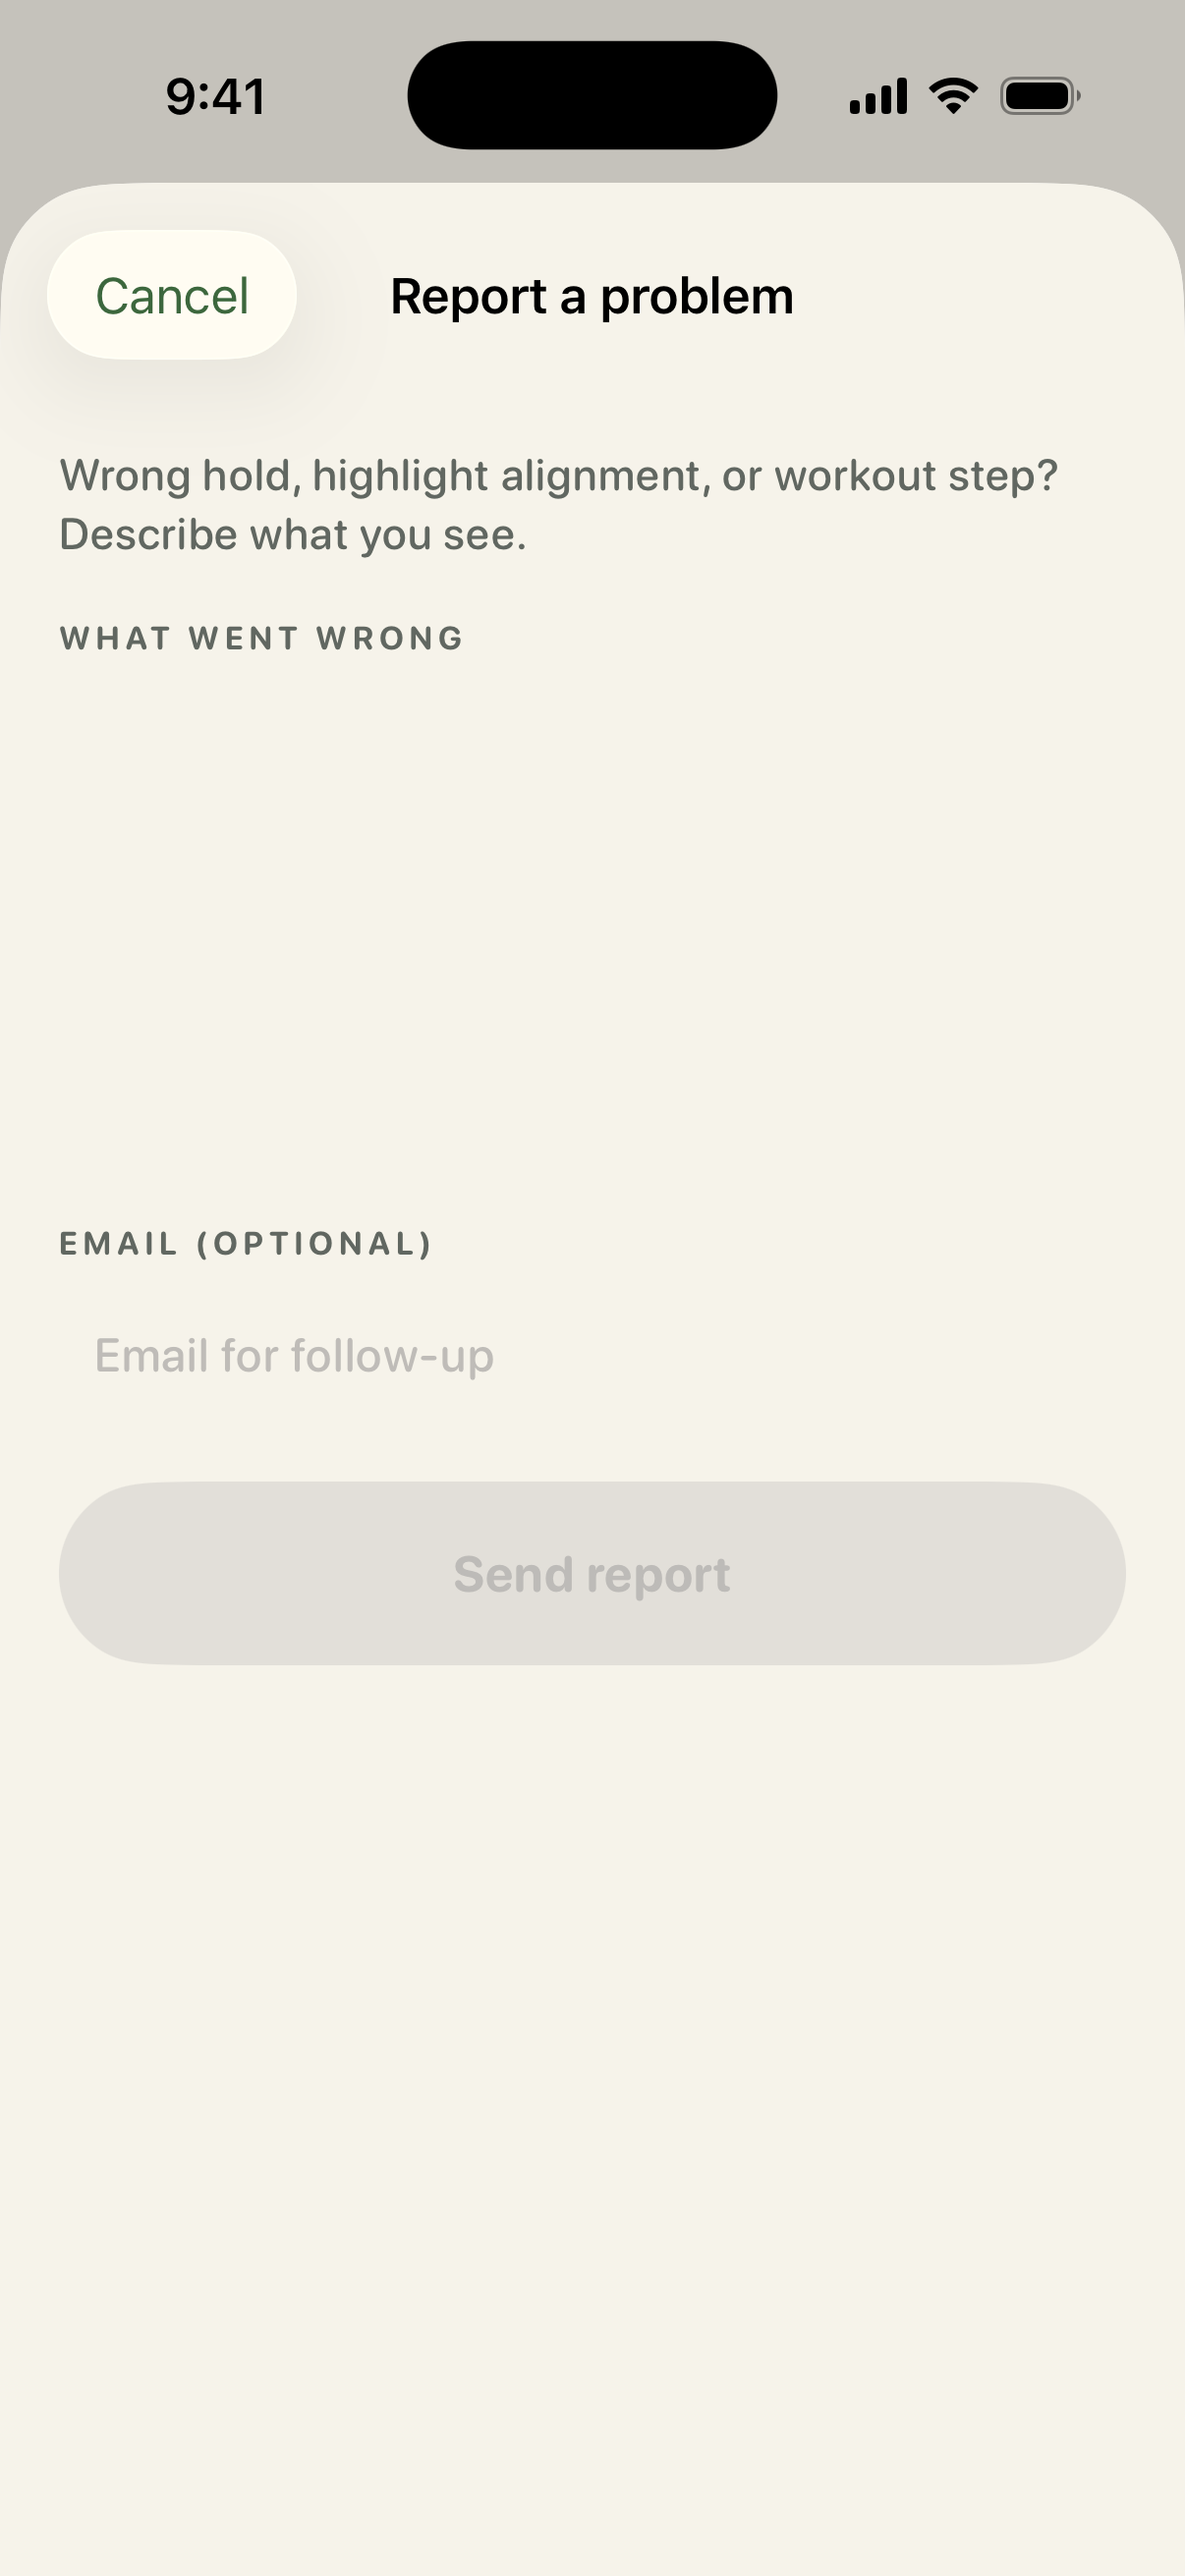 9:41
Cancel
Report a problem
Wrong hold, highlight alignment, or workout step?
Describe what you see.
WHAT WENT WRONG
EMAIL (OPTIONAL)
Email for follow-up
Send report